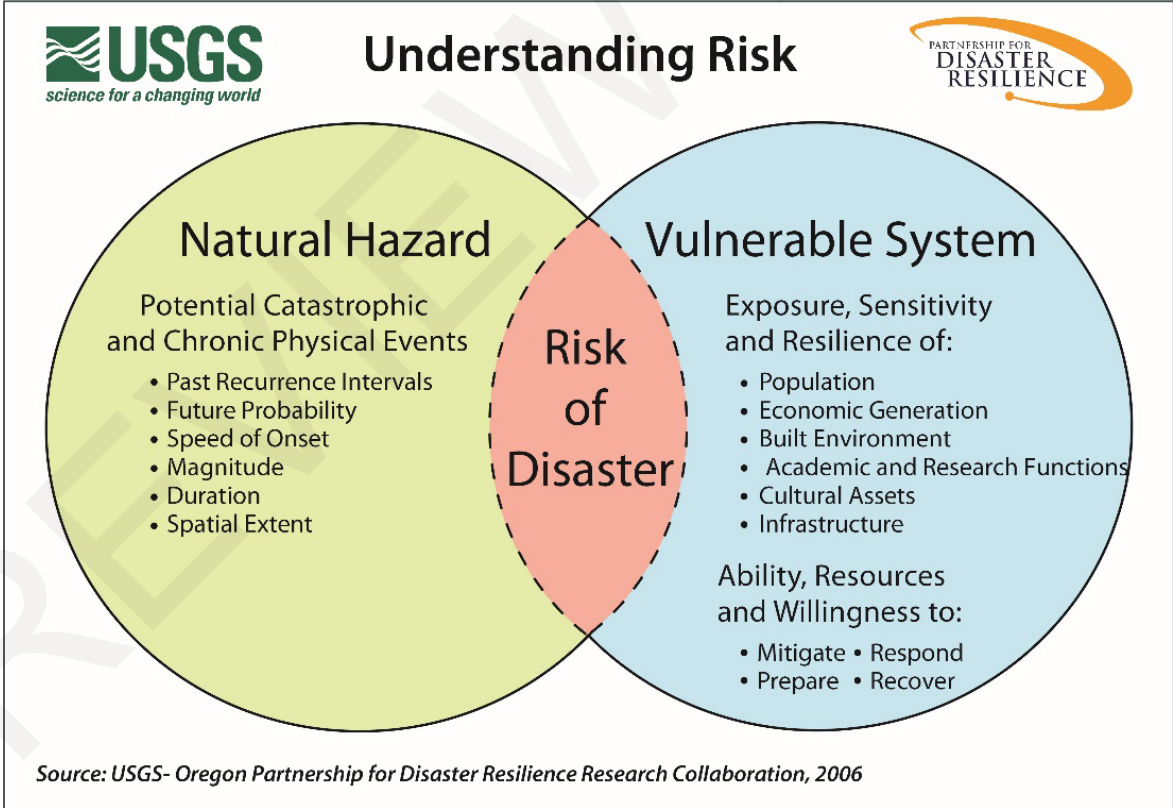 USGS
science for a changing world
Understanding Risk
PARTNERSHIP FOR
DISASTER
RESILIENCE
Natural Hazard
Potential Catastrophic
and Chronic Physical Events
• Past Recurrence Intervals
• Future Probability
• Speed of Onset
• Magnitude
• Duration
• Spatial Extent
Risk
of
Disaster
Vulnerable System
Exposure, Sensitivity
and Resilience of:
• Population
• Economic Generation
• Built Environment
• Academic and Research Functions
• Cultural Assets
• Infrastructure
Ability, Resources
and Willingness to:
• Mitigate • Respond
• Prepare • Recover
Source: USGS- Oregon Partnership for Disaster Resilience Research Collaboration, 2006
REVIEW